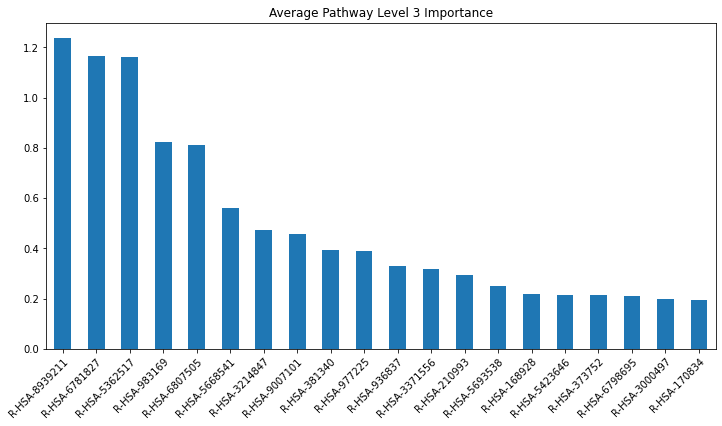 Average Pathway Level 3 Importance
1.2
1.0
0.8
0.6
0.4
0.2
0.0
R-HSA-8939211
R-HSA-6781827
R-HSA-5362517
R-HSA-983169
R-HSA-6807505
R-HSA-5668541
R-HSA-3214847
R-HSA-9007101
R-HSA-381340
R-HSA-977225
R-HSA-936837
R-HSA-3371556
R-HSA-210993
R-HSA-5693538
R-HSA-168928
R-HSA-5423646
R-HSA-373752
R-HSA-6798695
R-HSA-3000497
R-HSA-170834